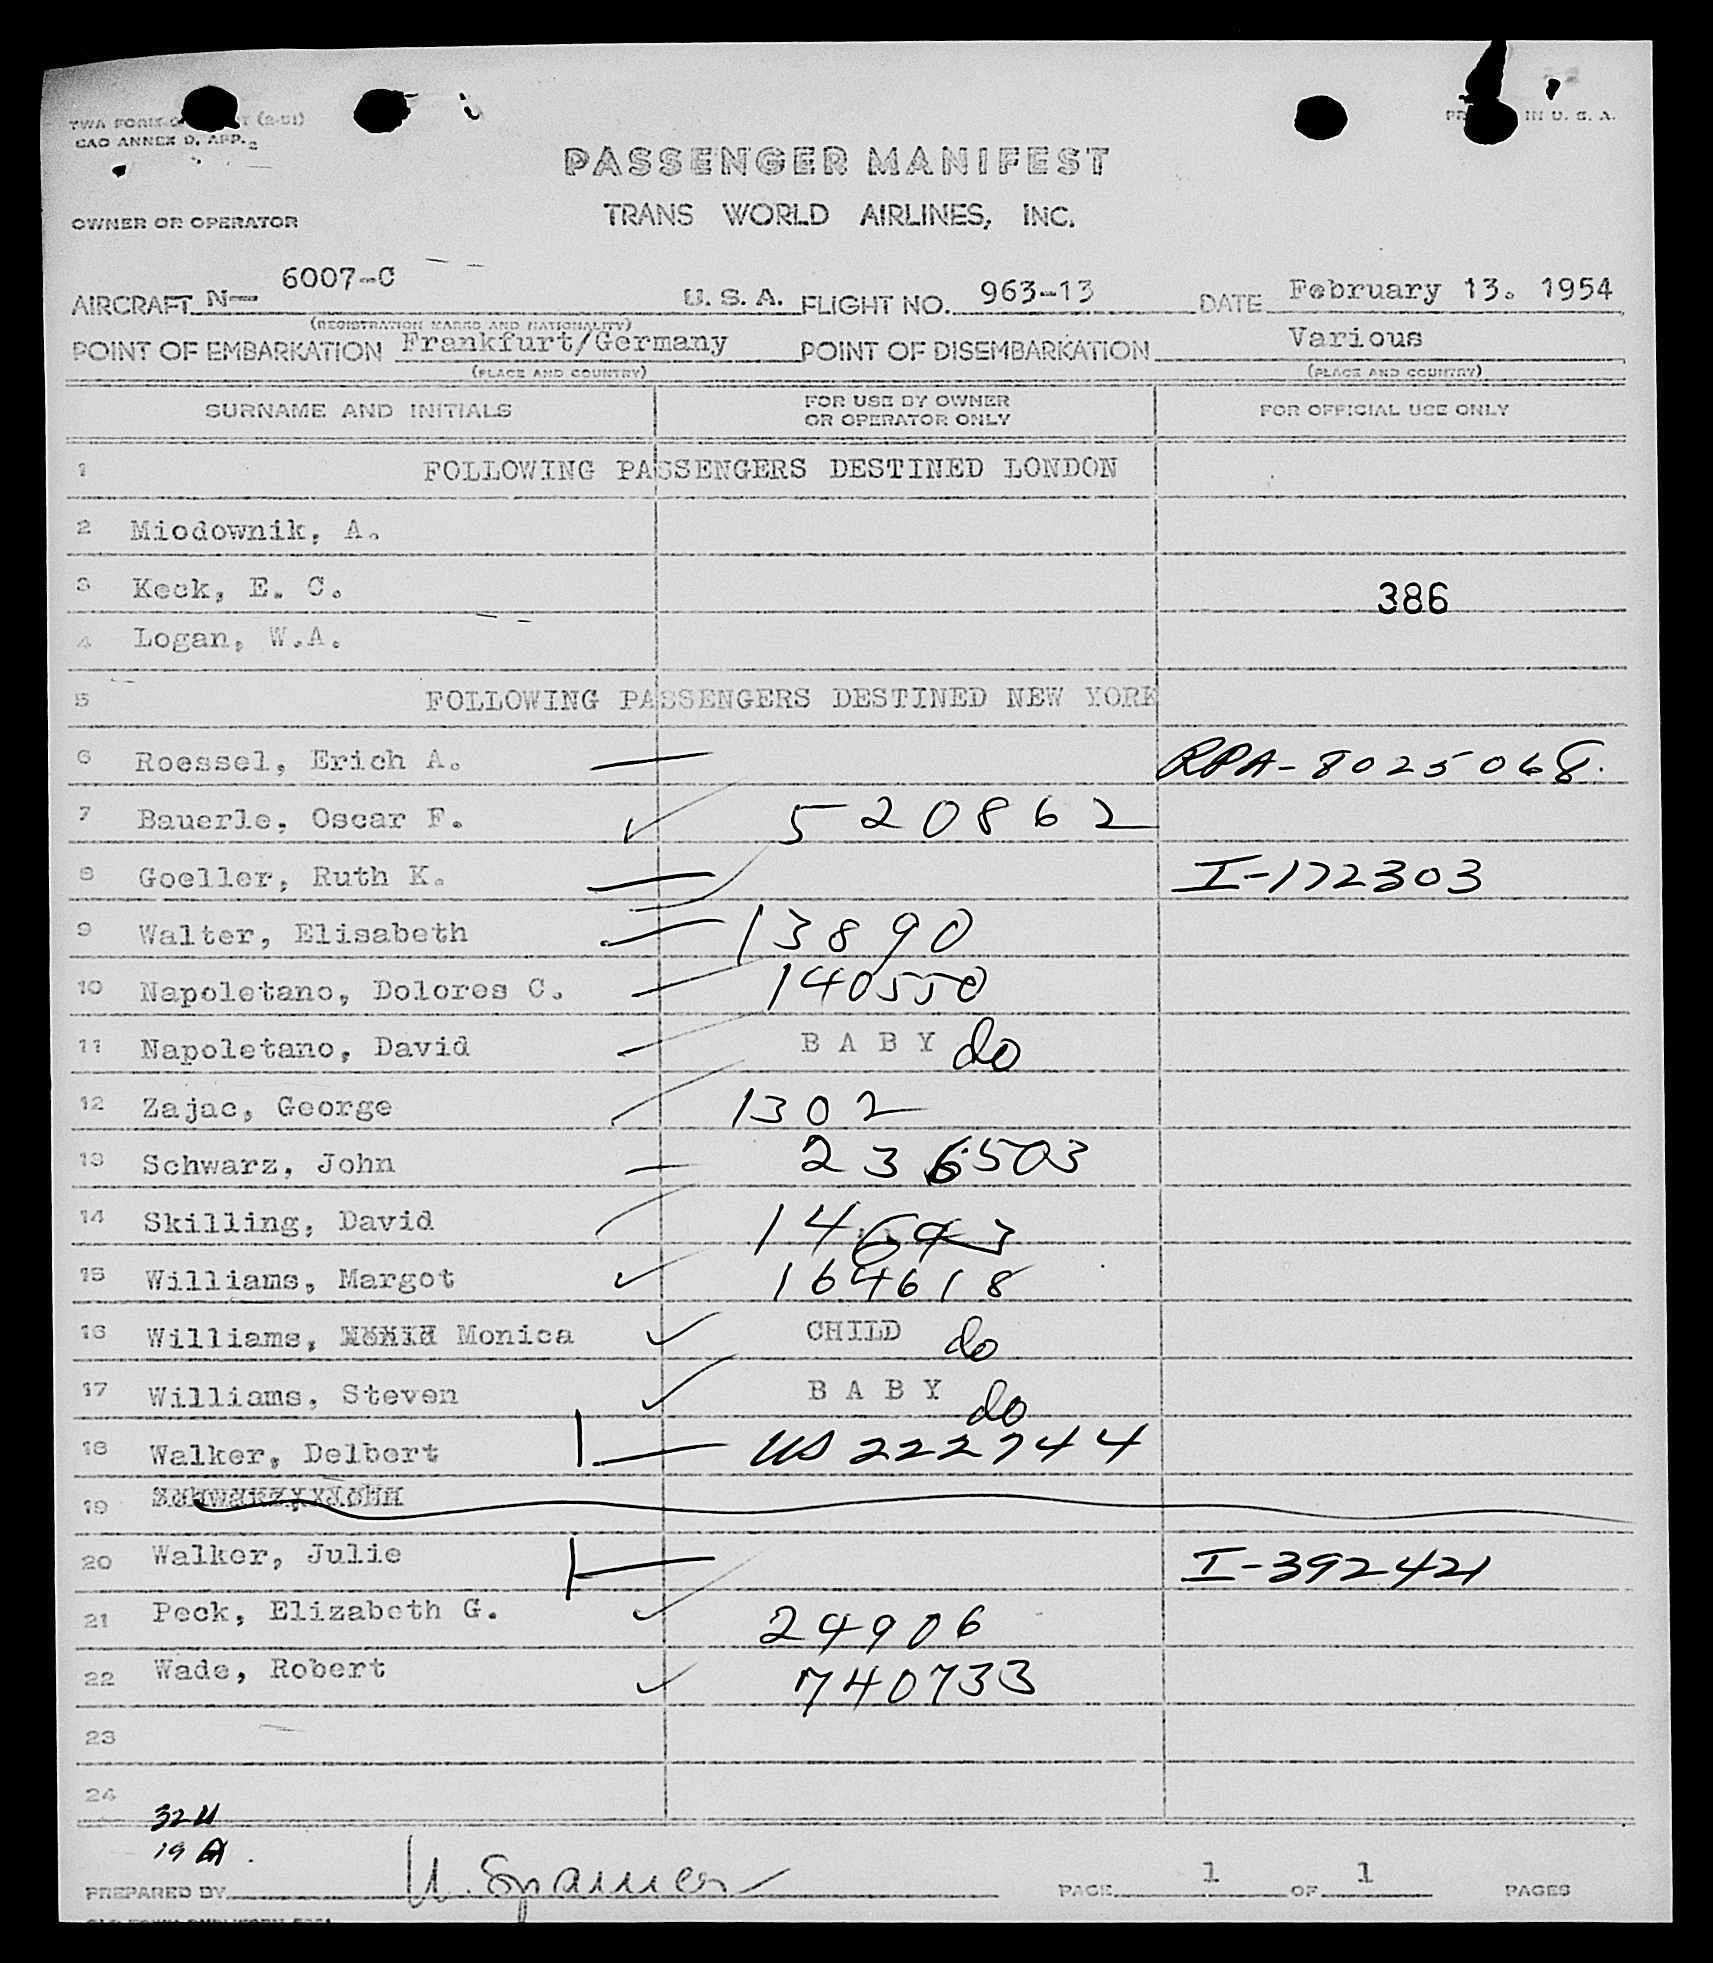 TWA FORM (2-51)
CAO ANNEX D, APP. 2
IN U. S. A.
PASSENGER MANIFEST
OWNER OR OPERATOR TRANS WORLD AIRLINES, INC.
AIRCRAFT N- 6007-C U. S. A. FLIGHT NO. 963-13 DATE February 13. 1954
(REGISTRATION MARKS AND NATIONALITY)
POINT OF EMBARKATION Frankfurt/Germany POINT OF DISEMBARKATION Various
(PLACE AND COUNTRY) (PLACE AND COUNTRY)
SURNAME AND INITIALS FOR USE BY OWNER OR OPERATOR ONLY FOR OFFICIAL USE ONLY
1 FOLLOWING PASSENGERS DESTINED LONDON
2 Miodownik, A.
3 Keck, E. C. 386
4 Logan, W.A.
5 FOLLOWING PASSENGERS DESTINED NEW YORK
6 Roessel, Erich A. RPA-8025068.
7 Bauerle, Oscar F. 520862
8 Goeller, Ruth K. I-172303
9 Walter, Elisabeth 13890
10 Napoletano, Dolores C. 140550
11 Napoletano, David BABY do
12 Zajac, George 1302
13 Schwarz, John 236503
14 Skilling, David
15 Williams, Margot 164618
16 Williams, Monica CHILD do
17 Williams, Steven BABY do
18 Walker, Delbert US 222744
19
20 Walker, Julie I-392421
21 Peck, Elizabeth G. 24906
22 Wade, Robert 740733
23
24
32 U
19 A.
PREPARED BY PAGE 1 OF 1 PAGES